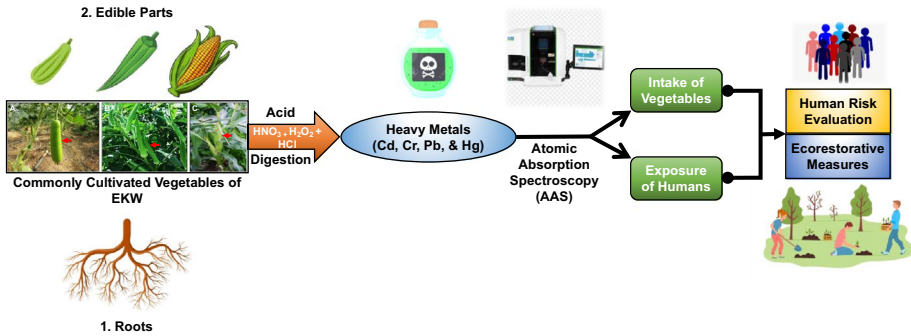 2. Edible Parts
A
B
C
Commonly Cultivated Vegetables of
EKW
1. Roots
Acid
HNO₃ + H₂O₂ +
HCl
Digestion
Heavy Metals
(Cd, Cr, Pb, & Hg)
Atomic
Absorption
Spectroscopy
(AAS)
Intake of
Vegetables
Exposure
of Humans
Human Risk
Evaluation
Ecorestorative
Measures